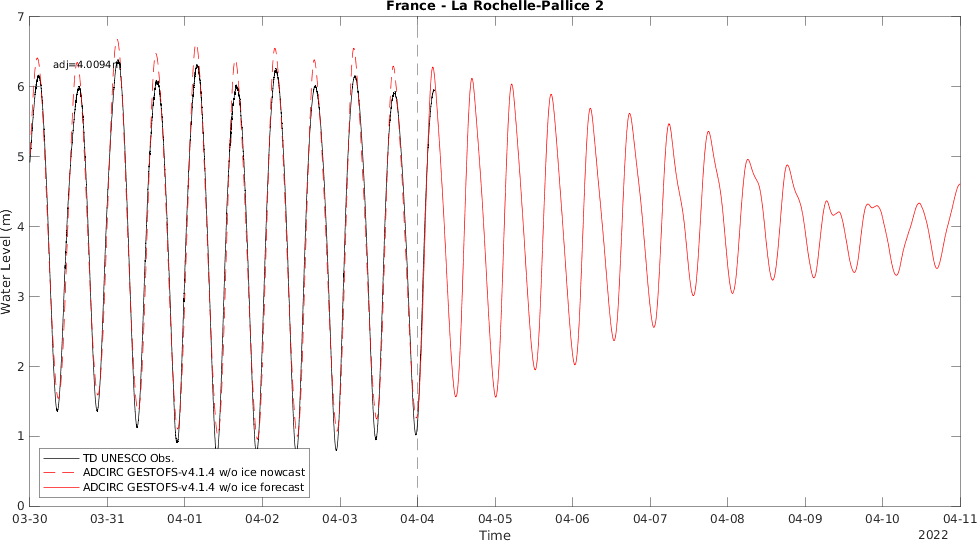 France - La Rochelle-Pallice 2
7
6
5
4
3
2
1
0
Water Level (m)
adj=4.0094
TD UNESCO Obs.
ADCIRC GESTOFS-v4.1.4 w/o ice nowcast
ADCIRC GESTOFS-v4.1.4 w/o ice forecast
03-30 03-31 04-01 04-02 04-03 04-04 04-05 04-06 04-07 04-08 04-09 04-10 04-11
Time
2022